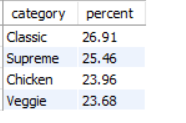 category percent
Classic 26.91
Supreme 25.46
Chicken 23.96
Veggie 23.68